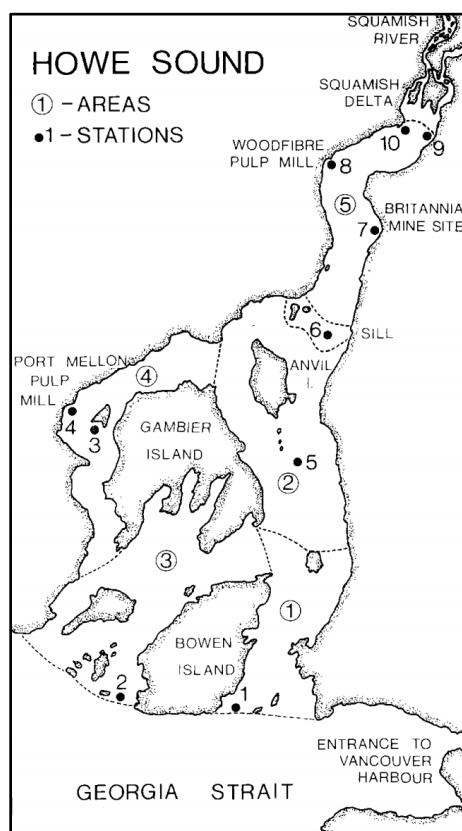 SQUAMISH
RIVER
HOWE SOUND
① - AREAS
●1 - STATIONS
SQUAMISH
DELTA
WOODFIBRE
PULP MILL
10
9
8
⑤
BRITANNIA
MINE SITE
7
6
SILL
ANVIL
I.
PORT MELLON
PULP
MILL
④
4
3
GAMBIER
ISLAND
5
②
③
①
BOWEN
ISLAND
2
1
ENTRANCE TO
VANCOUVER
HARBOUR
GEORGIA STRAIT